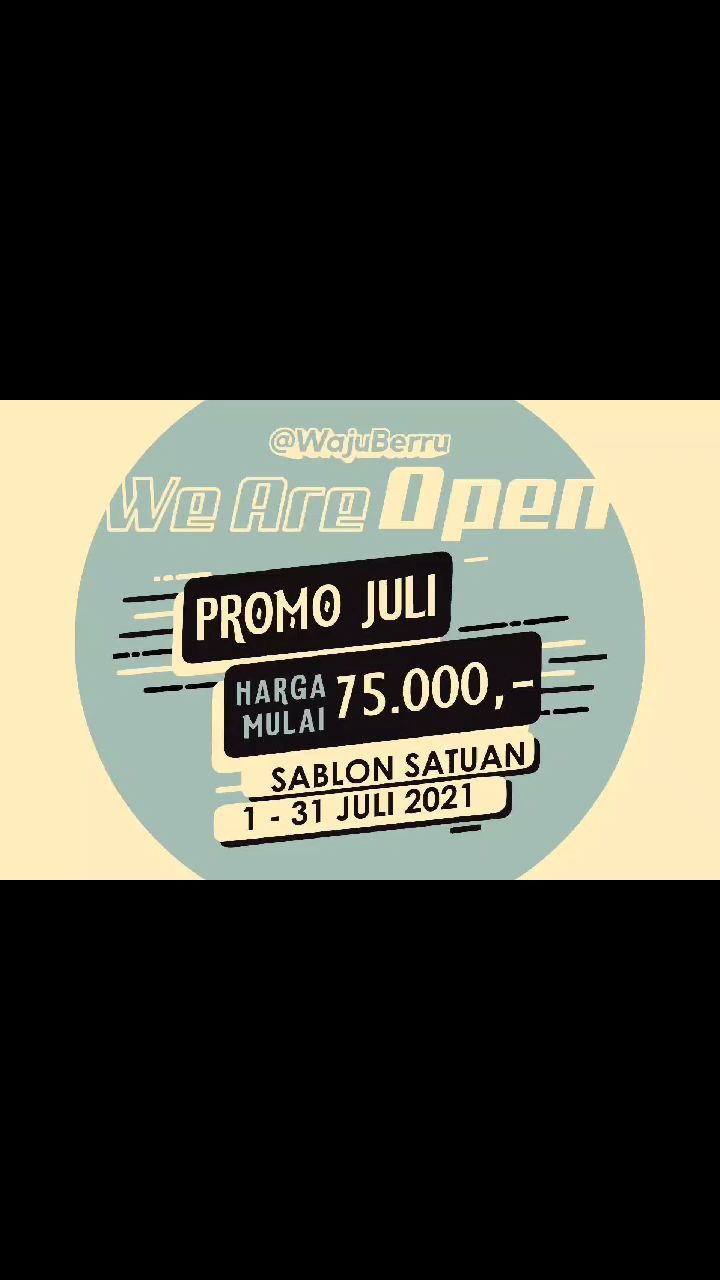 @WajuBerru
We Are Open
PROMO JULI
HARGA MULAI 75.000,-
SABLON SATUAN
1 - 31 JULI 2021